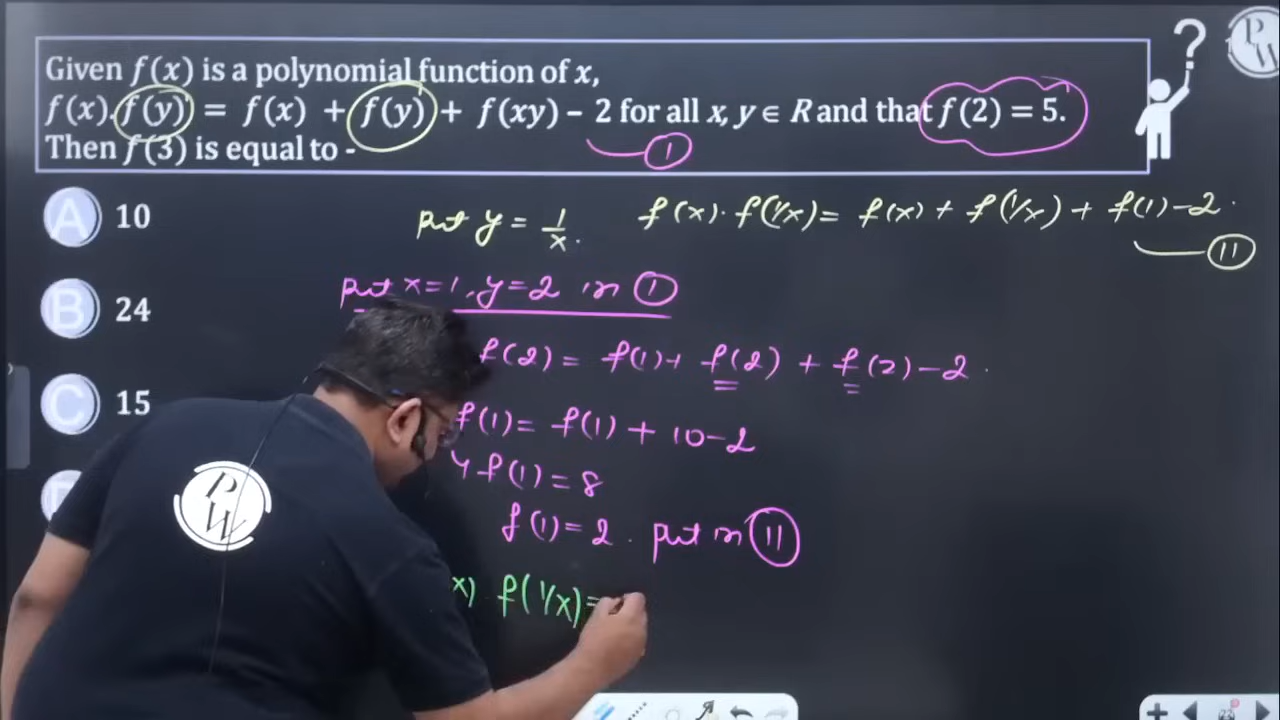 Given f(x) is a polynomial function of x,
f(x).f(y) = f(x) + f(y) + f(xy) – 2 for all x, y ∈ R and that f(2) = 5.
Then f(3) is equal to -
①
A 10
B 24
C 15
put y = 1/x.
f(x)·f(1/x) = f(x) + f(1/x) + f(1) – 2.
⑪
put x=1, y=2 in ①
f(2) = f(1) + f(2) + f(2) – 2.
f(1) = f(1) + 10 – 2
4f(1) = 8
f(1) = 2. put in ⑪
x) f(1/x) =
?
P
W
P
W